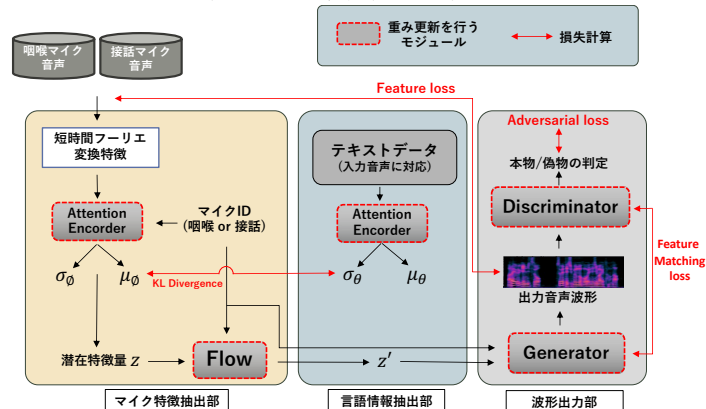 咽喉マイク
音声
接話マイク
音声
重み更新を行う
モジュール
損失計算
Feature loss
短時間フーリエ
変換特徴
Attention
Encorder
マイクID
(咽喉 or 接話)
σ∅
μ∅
KL Divergence
潜在特徴量 z
Flow
マイク特徴抽出部
テキストデータ
(入力音声に対応)
Attention
Encorder
σθ
μθ
z′
言語情報抽出部
Adversarial loss
本物/偽物の判定
Discriminator
Feature
Matching
loss
出力音声波形
Generator
波形出力部